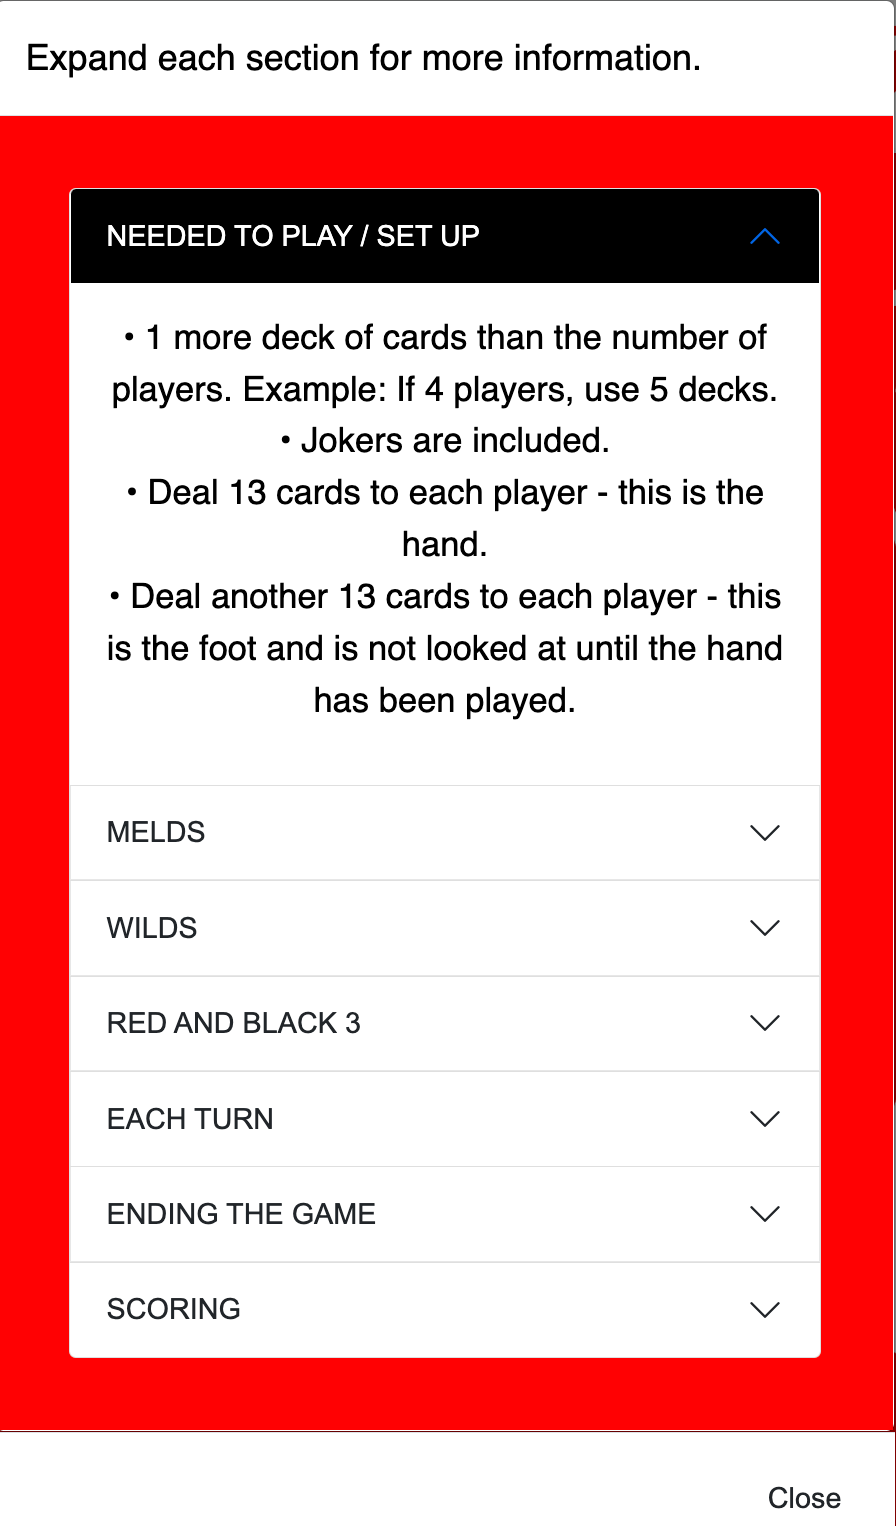 Expand each section for more information.
NEEDED TO PLAY / SET UP
• 1 more deck of cards than the number of
players. Example: If 4 players, use 5 decks.
• Jokers are included.
• Deal 13 cards to each player - this is the
hand.
• Deal another 13 cards to each player - this
is the foot and is not looked at until the hand
has been played.
MELDS
WILDS
RED AND BLACK 3
EACH TURN
ENDING THE GAME
SCORING
Close